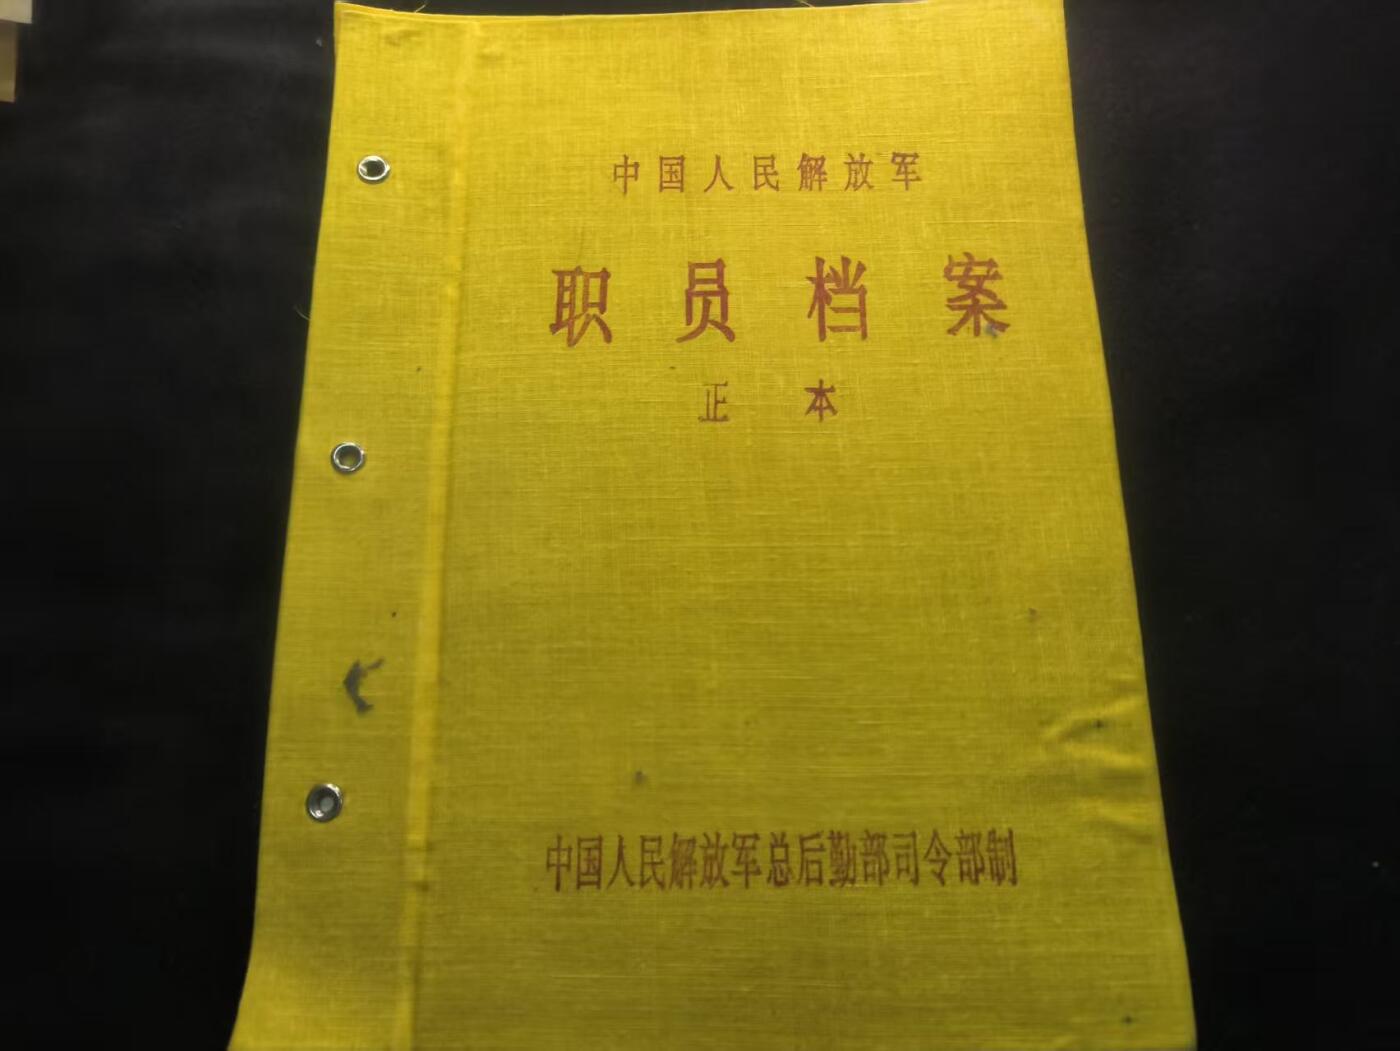 中国人民解放军
职员档案
正本
中国人民解放军总后勤部司令部制